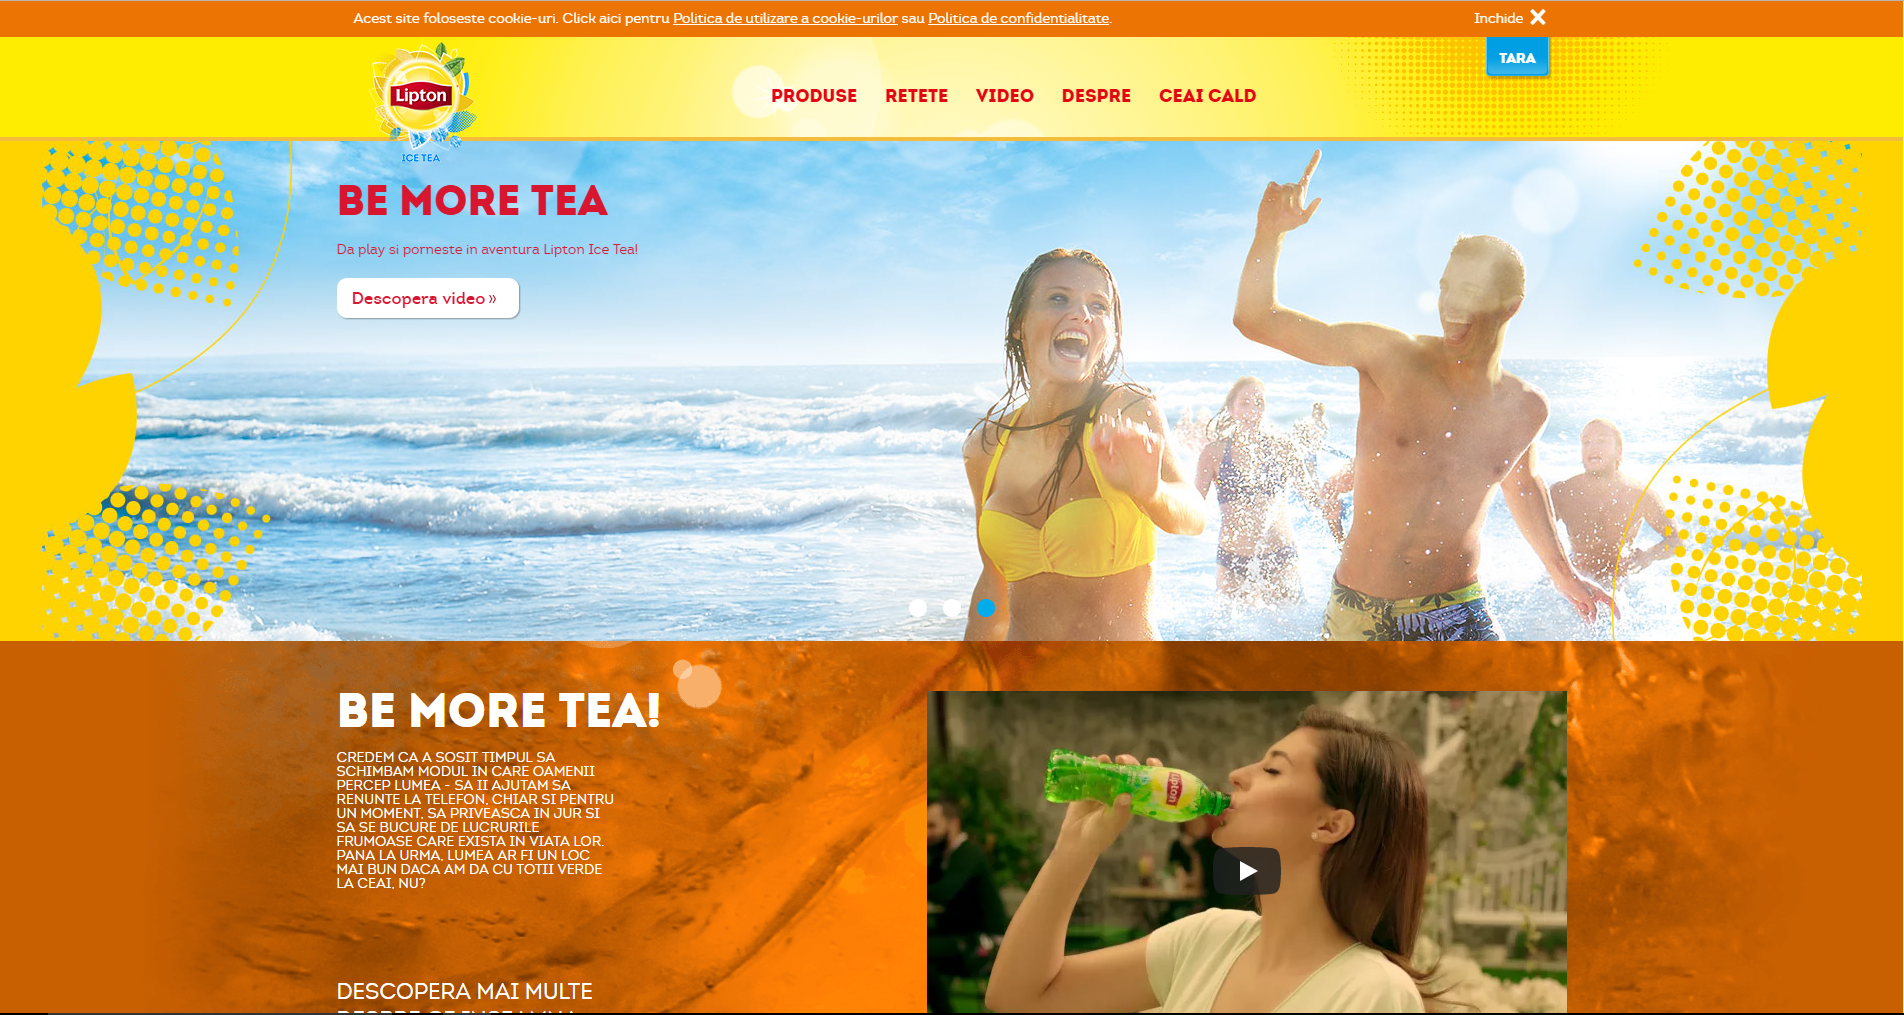 Acest site foloseste cookie-uri. Click aici pentru Politica de utilizare a cookie-urilor sau Politica de confidentialitate.
Inchide
TARA
Lipton
ICE TEA
PRODUSE
RETETE
VIDEO
DESPRE
CEAI CALD
BE MORE TEA
Da play si porneste in aventura Lipton Ice Tea!
Descopera video »
BE MORE TEA!
CREDEM CA A SOSIT TIMPUL SA
SCHIMBAM MODUL IN CARE OAMENII
PERCEP LUMEA - SA II AJUTAM SA
RENUNTE LA TELEFON, CHIAR SI PENTRU
UN MOMENT, SA PRIVEASCA IN JUR SI
SA SE BUCURE DE LUCRURILE
FRUMOASE CARE EXISTA IN VIATA LOR.
PANA LA URMA, LUMEA AR FI UN LOC
MAI BUN DACA AM DA CU TOTII VERDE
LA CEAI, NU?
Lipton
DESCOPERA MAI MULTE